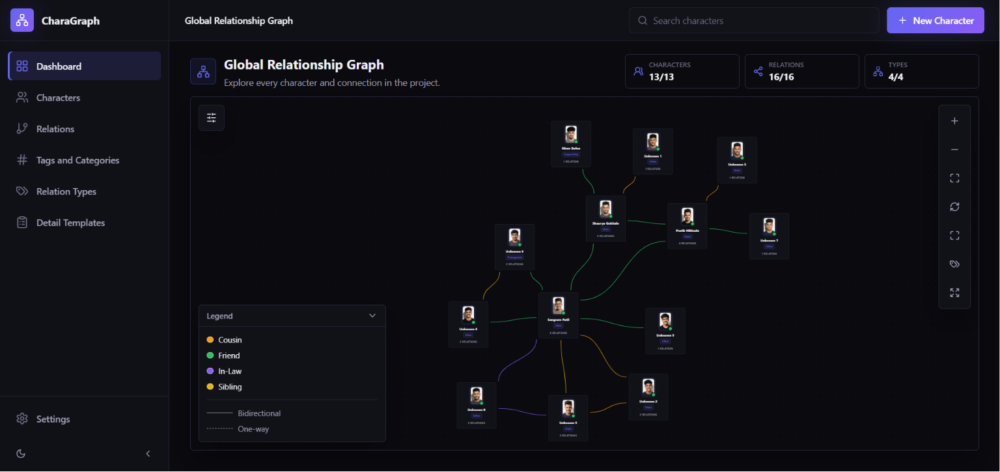 CharaGraph
Global Relationship Graph
Search characters
+ New Character
Dashboard
Characters
Relations
Tags and Categories
Relation Types
Detail Templates
Settings
Global Relationship Graph
Explore every character and connection in the project.
CHARACTERS
13/13
RELATIONS
16/16
TYPES
4/4
Supporting
1 RELATION
Unknown 1
Other
1 RELATION
Unknown 3
Main
1 RELATION
Shaurya Gokhale
Main
4 RELATIONS
Pratik Nikhade
Main
4 RELATIONS
Unknown 7
Other
1 RELATION
Unknown 6
Protagonist
2 RELATIONS
Unknown 4
Main
2 RELATIONS
Sangram Patil
Main
8 RELATIONS
Unknown 9
Other
1 RELATION
Unknown 8
Other
2 RELATIONS
Unknown 5
Main
3 RELATIONS
Unknown 2
Main
2 RELATIONS
Legend
Cousin
Friend
In-Law
Sibling
Bidirectional
One-way